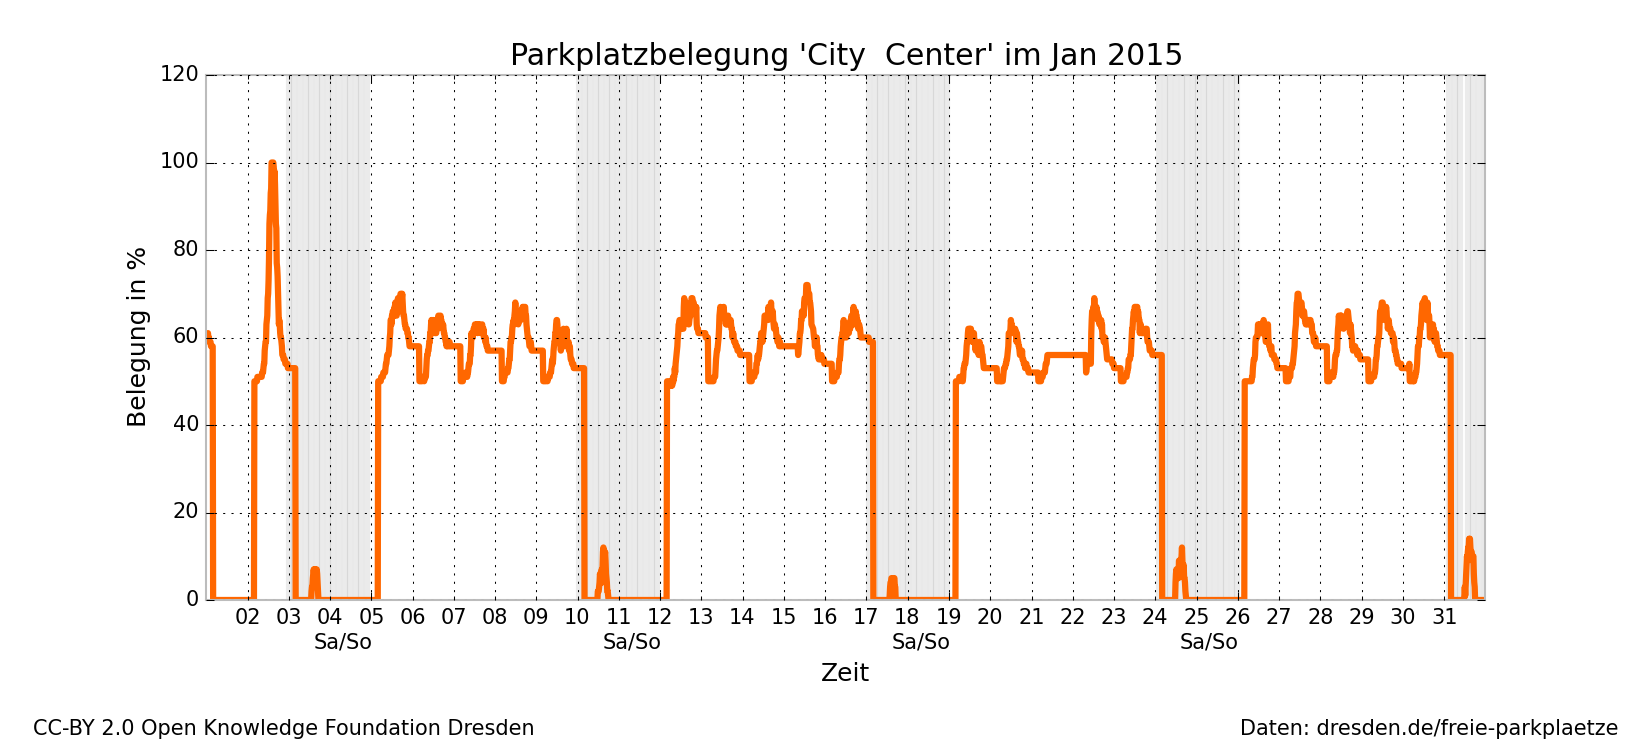 Parkplatzbelegung 'City  Center' im Jan 2015
120
100
80
60
40
20
0
Belegung in %
02 03 04 05 06 07 08 09 10 11 12 13 14 15 16 17 18 19 20 21 22 23 24 25 26 27 28 29 30 31
Sa/So Sa/So Sa/So Sa/So
Zeit
CC-BY 2.0 Open Knowledge Foundation Dresden
Daten: dresden.de/freie-parkplaetze